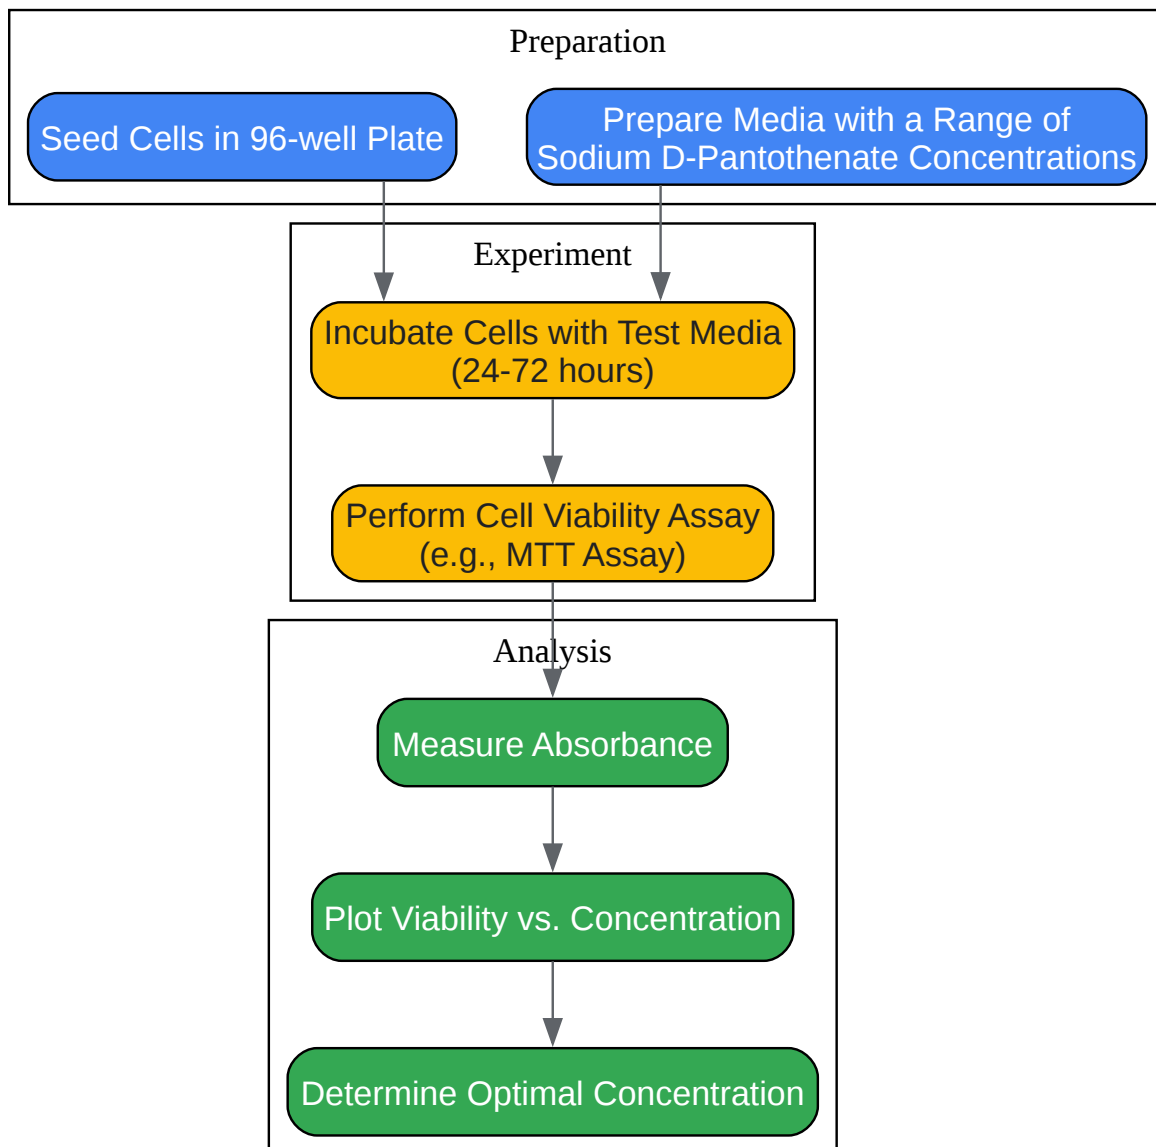 Preparation
Seed Cells in 96-well Plate
Prepare Media with a Range of
Sodium D-Pantothenate Concentrations
Experiment
Incubate Cells with Test Media
(24-72 hours)
Perform Cell Viability Assay
(e.g., MTT Assay)
Analysis
Measure Absorbance
Plot Viability vs. Concentration
Determine Optimal Concentration